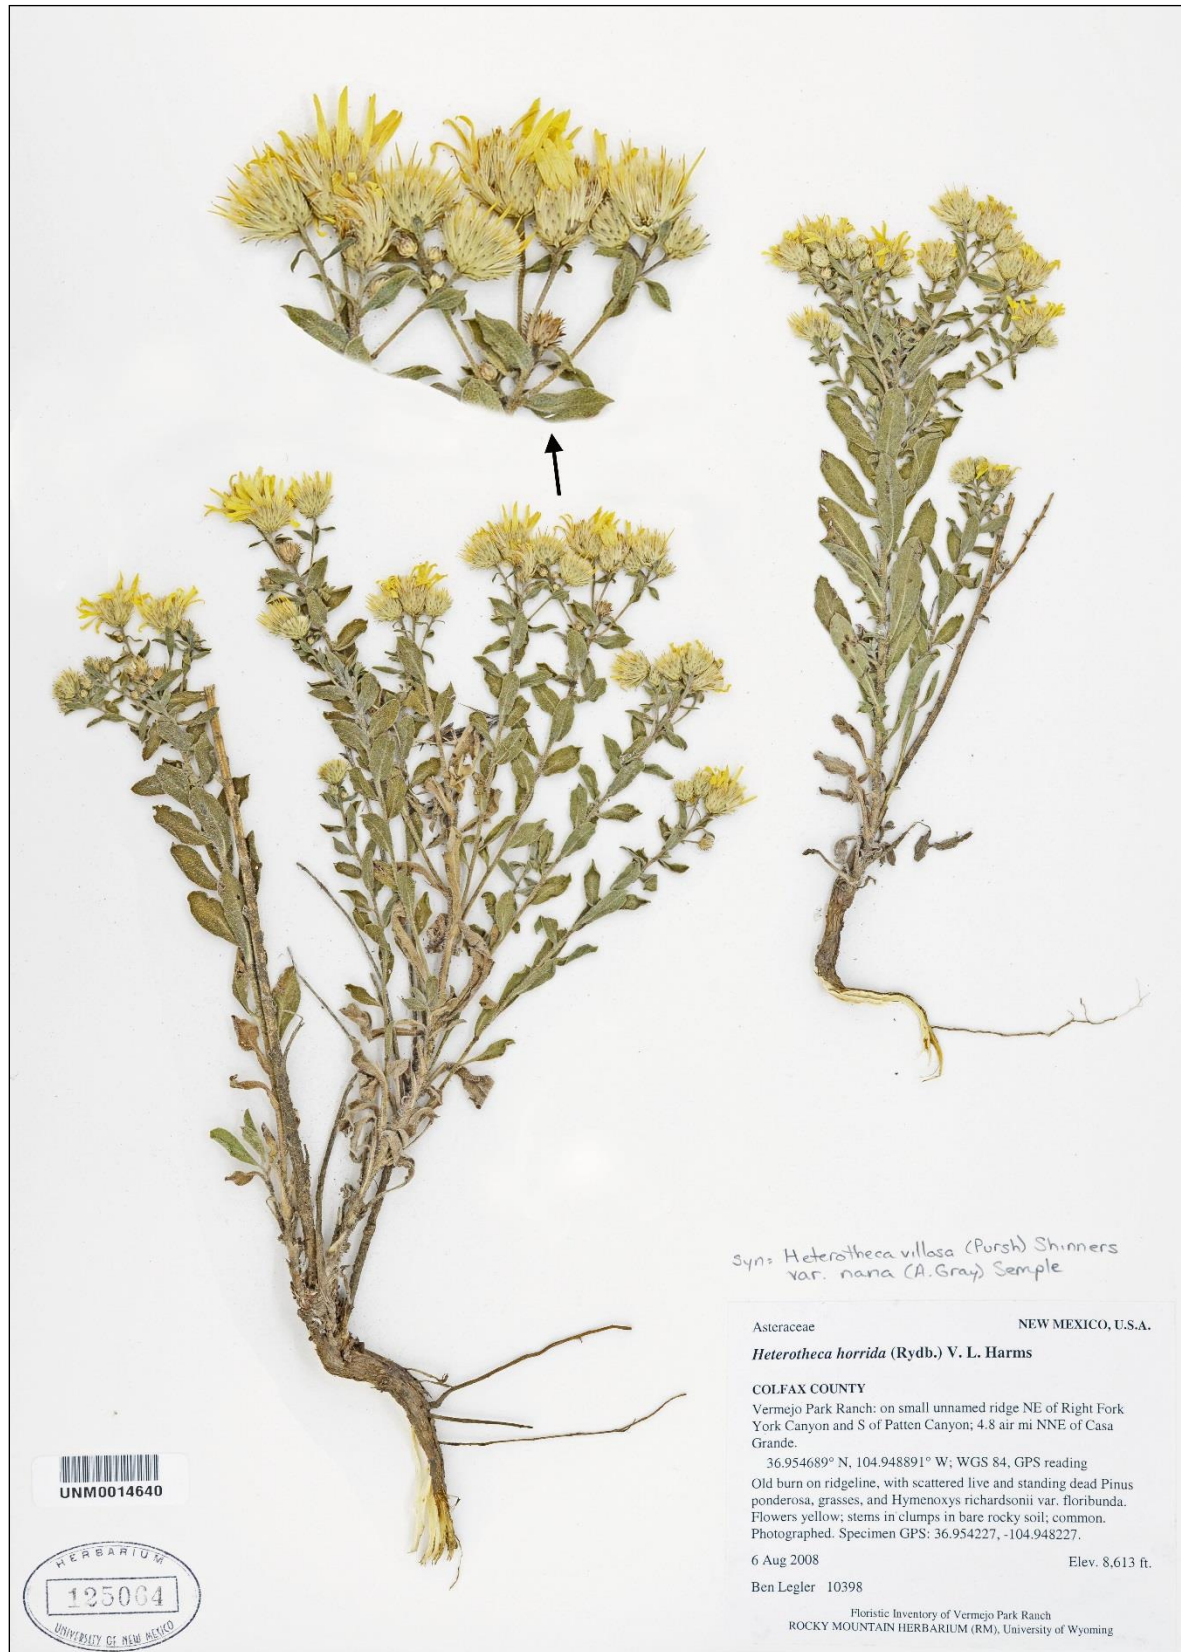 syn: Heterotheca villosa (Pursh) Shinners
var. nana (A. Gray) Semple
Asteraceae NEW MEXICO, U.S.A.
Heterotheca horrida (Rydb.) V. L. Harms
COLFAX COUNTY
Vermejo Park Ranch: on small unnamed ridge NE of Right Fork
York Canyon and S of Patten Canyon; 4.8 air mi NNE of Casa
Grande.
36.954689° N, 104.948891° W; WGS 84, GPS reading
Old burn on ridgeline, with scattered live and standing dead Pinus
ponderosa, grasses, and Hymenoxys richardsonii var. floribunda.
Flowers yellow; stems in clumps in bare rocky soil; common.
Photographed. Specimen GPS: 36.954227, -104.948227.
6 Aug 2008 Elev. 8,613 ft.
Ben Legler 10398
Floristic Inventory of Vermejo Park Ranch
ROCKY MOUNTAIN HERBARIUM (RM), University of Wyoming
UNM0014640
HERBARIUM
125064
UNIVERSITY OF NEW MEXICO